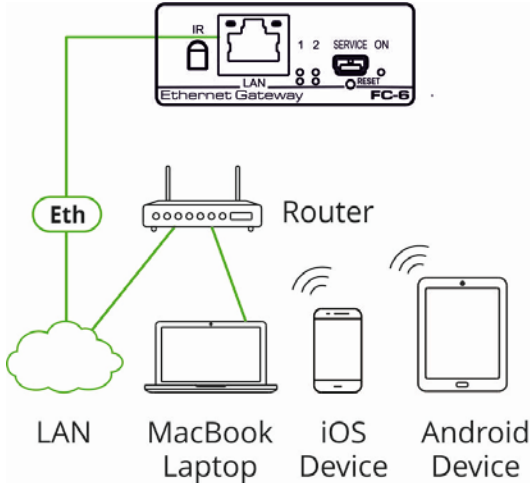 IR
1 2 SERVICE ON
LAN
RESET
Ethernet Gateway FC-6
Eth
Router
LAN
MacBook
Laptop
iOS
Device
Android
Device